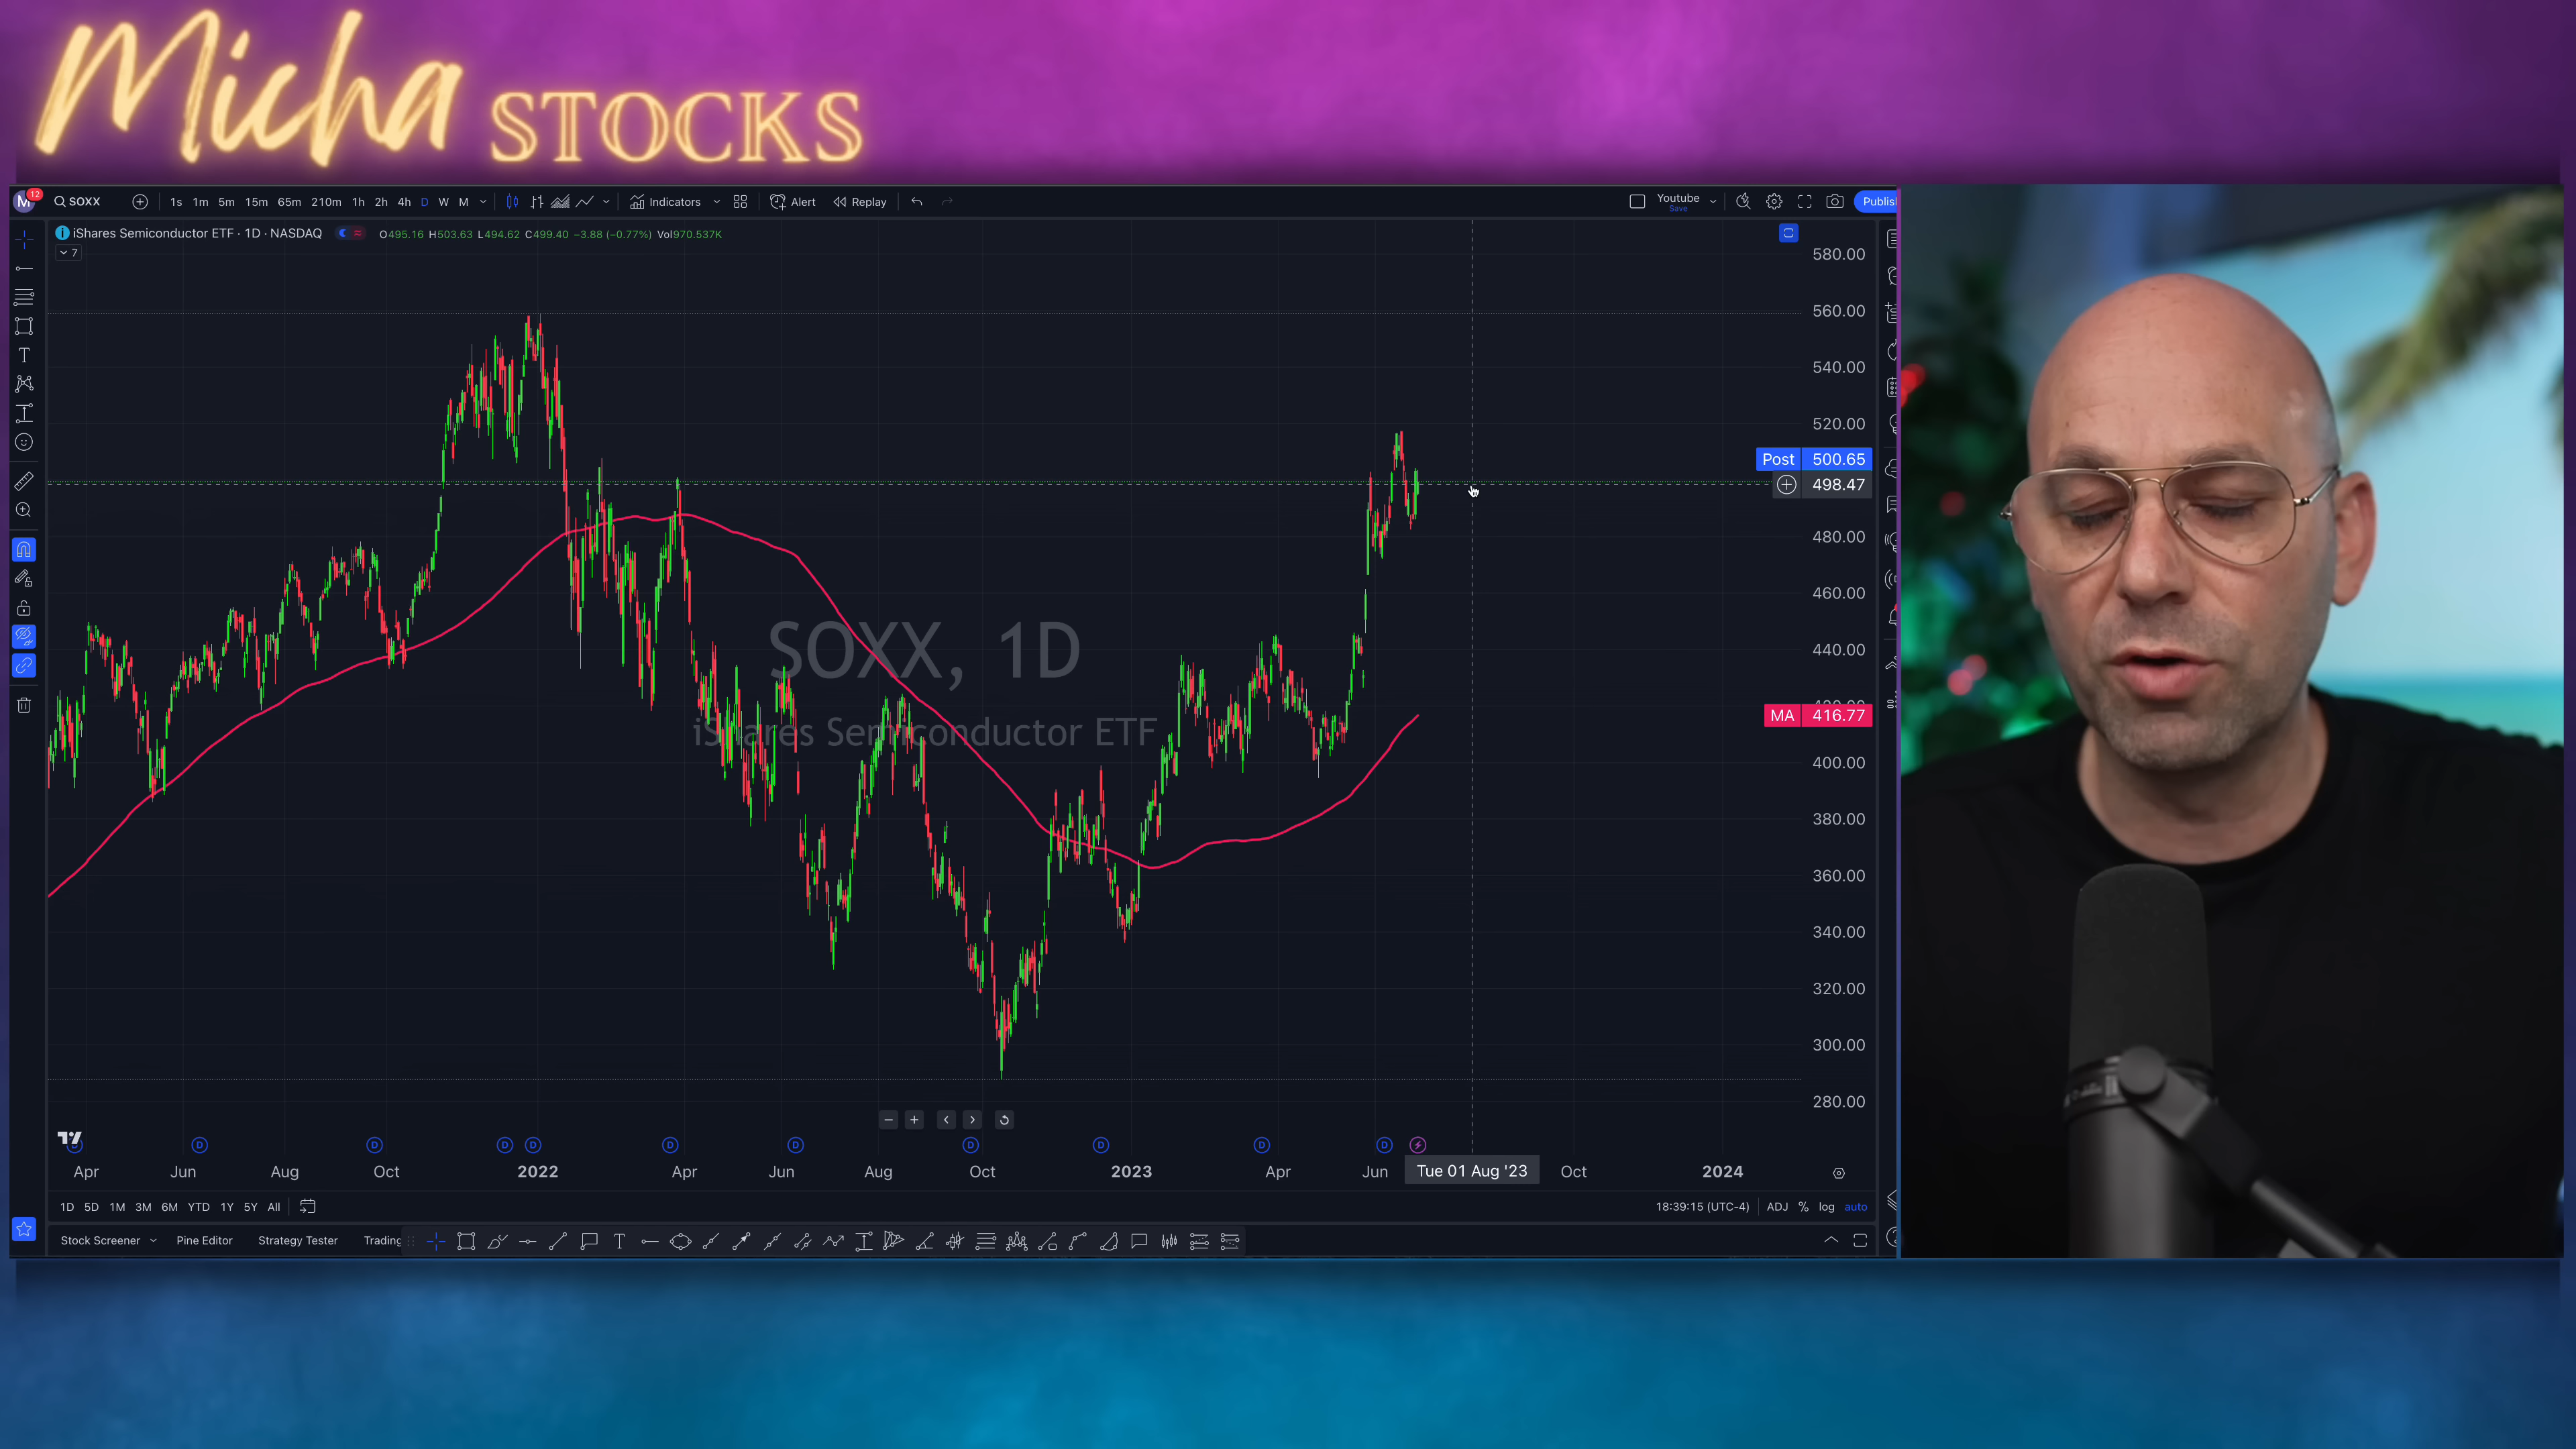 Micha STOCKS
M 12 SOXX 1s 1m 5m 15m 65m 210m 1h 2h 4h D W M Indicators Alert Replay Youtube Save Publish
iShares Semiconductor ETF · 1D · NASDAQ O495.16 H503.63 L494.62 C499.40 −3.88 (−0.77%) Vol970.537K
7
580.00
560.00
540.00
520.00
Post 500.65
498.47
480.00
460.00
SOXX, 1D
440.00
iShares Semiconductor ETF
MA 416.77
400.00
380.00
360.00
340.00
320.00
300.00
280.00
D D D D D D D D D D D
Apr Jun Aug Oct 2022 Apr Jun Aug Oct 2023 Apr Jun Tue 01 Aug '23 Oct 2024
1D 5D 1M 3M 6M YTD 1Y 5Y All 18:39:15 (UTC-4) ADJ % log auto
Stock Screener Pine Editor Strategy Tester Trading